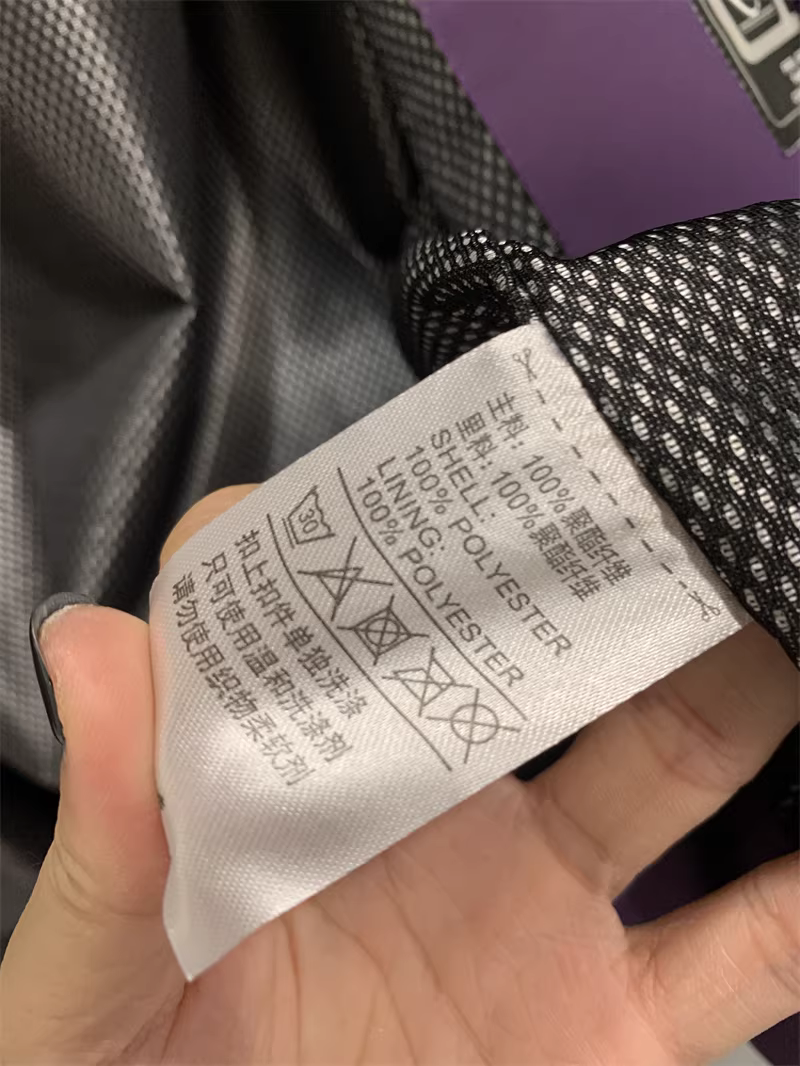 主料: 100%聚酯纤维
里料: 100%聚酯纤维
SHELL:
100% POLYESTER
LINING:
100% POLYESTER
30
扣上扣件单独洗涤
只可使用温和洗涤剂
请勿使用织物柔软剂